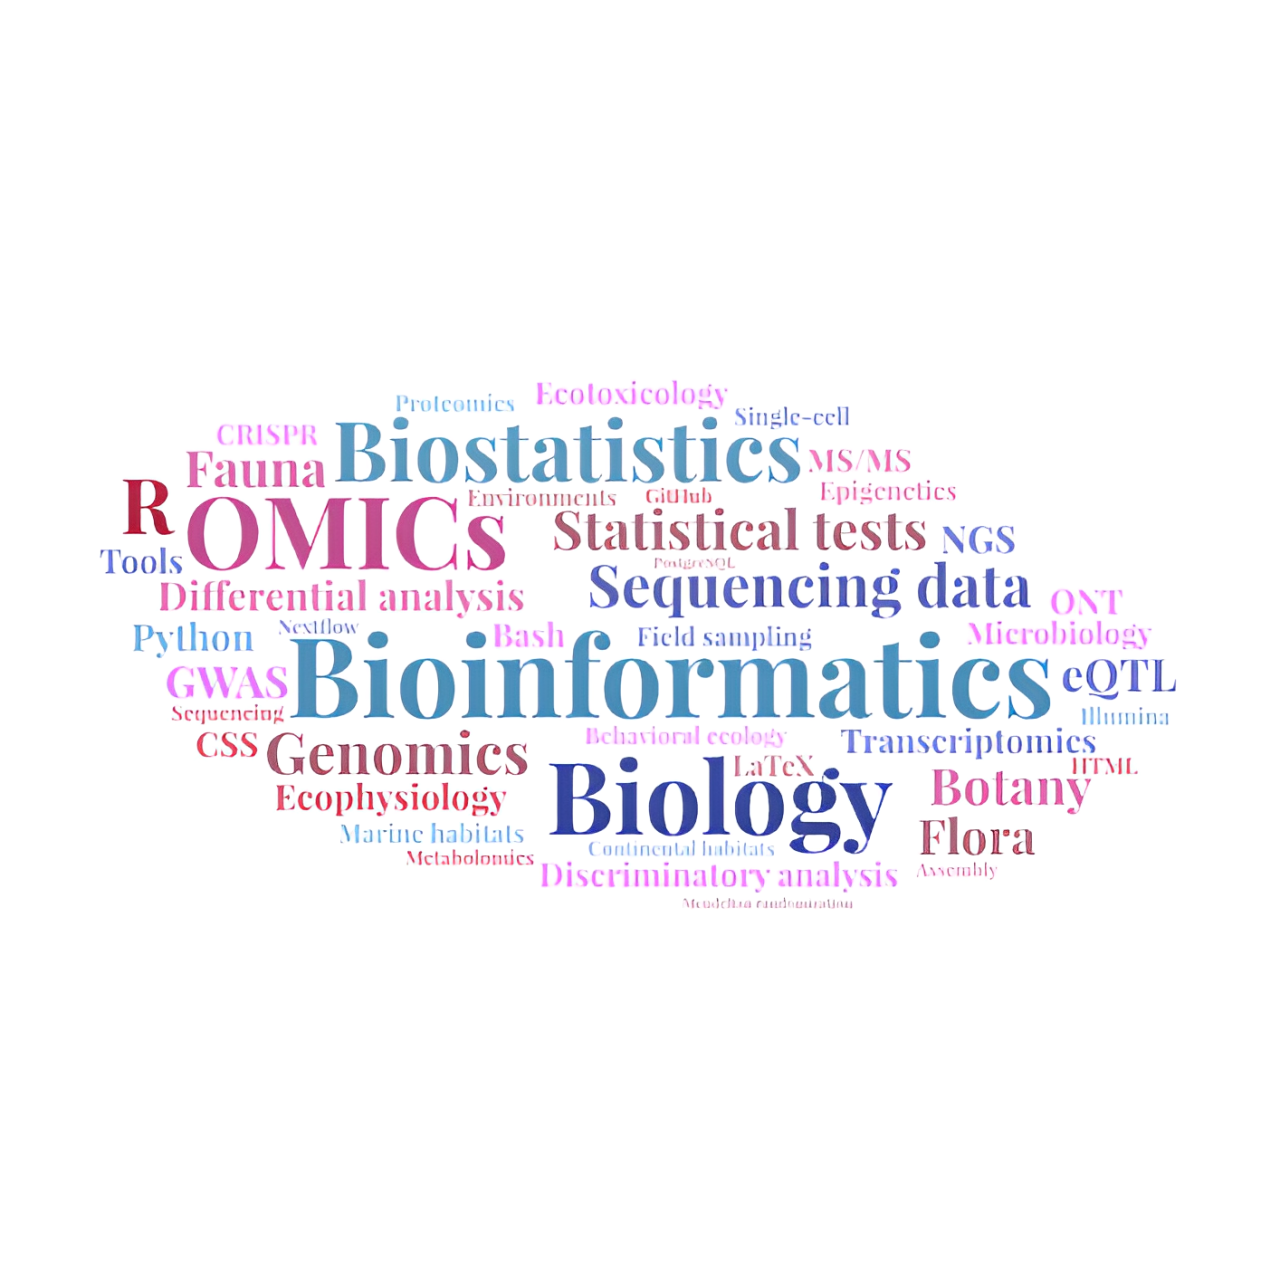 Ecotoxicology
Proteomics
Single-cell
CRISPR
Biostatistics
MS/MS
Fauna
Epigenetics
Environments
GitHub
R
OMICs
Statistical tests
NGS
Tools
PostgreSQL
Sequencing data
Differential analysis
ONT
Nextflow
Python
Bash
Field sampling
Microbiology
Bioinformatics
eQTL
GWAS
Sequencing
Illumina
Behavioral ecology
CSS
Transcriptomics
Genomics
LaTeX
HTML
Botany
Ecophysiology
Biology
Marine habitats
Flora
Continental habitats
Metabolomics
Assembly
Discriminatory analysis
Mendelian randomization